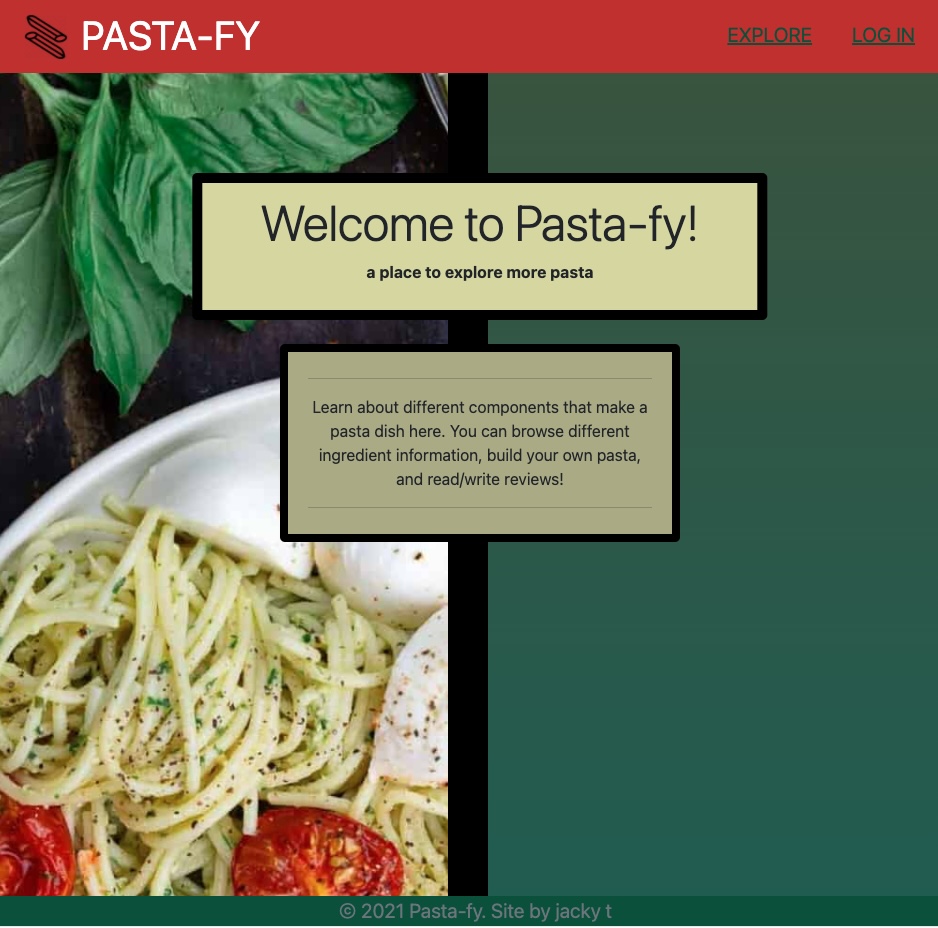 PASTA-FY
EXPLORE
LOG IN
Welcome to Pasta-fy!
a place to explore more pasta
Learn about different components that make a
pasta dish here. You can browse different
ingredient information, build your own pasta,
and read/write reviews!
© 2021 Pasta-fy. Site by jacky t